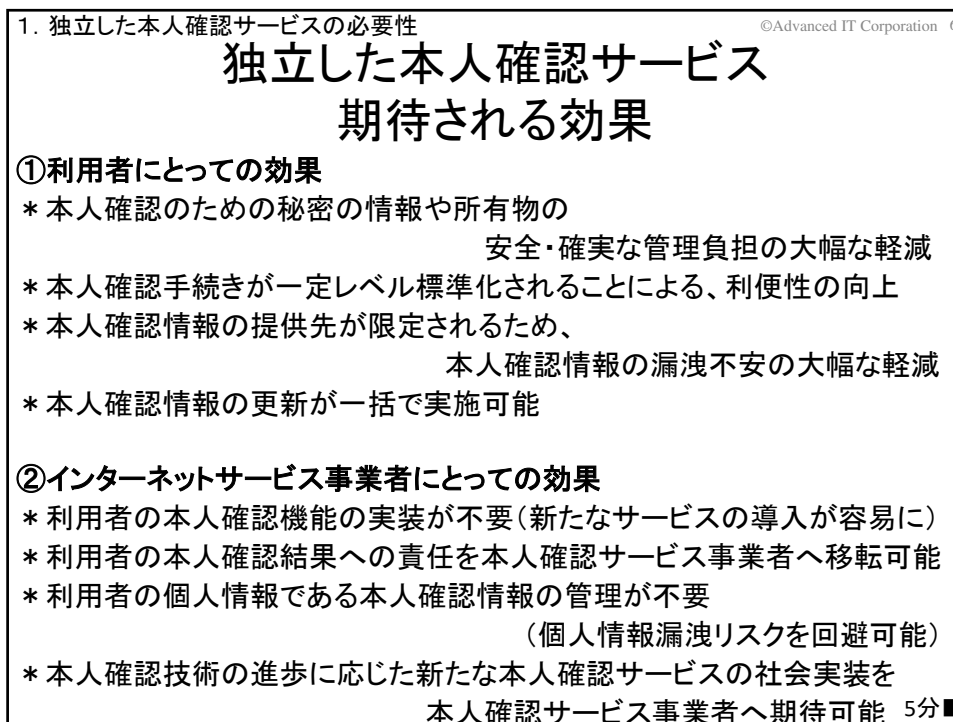 1．独立した本人確認サービスの必要性
©Advanced IT Corporation
独立した本人確認サービス
期待される効果
①利用者にとっての効果
＊本人確認のための秘密の情報や所有物の
安全・確実な管理負担の大幅な軽減
＊本人確認手続きが一定レベル標準化されることによる、利便性の向上
＊本人確認情報の提供先が限定されるため、
本人確認情報の漏洩不安の大幅な軽減
＊本人確認情報の更新が一括で実施可能
②インターネットサービス事業者にとっての効果
＊利用者の本人確認機能の実装が不要（新たなサービスの導入が容易に）
＊利用者の本人確認結果への責任を本人確認サービス事業者へ移転可能
＊利用者の個人情報である本人確認情報の管理が不要
（個人情報漏洩リスクを回避可能）
＊本人確認技術の進歩に応じた新たな本人確認サービスの社会実装を
本人確認サービス事業者へ期待可能 5分■